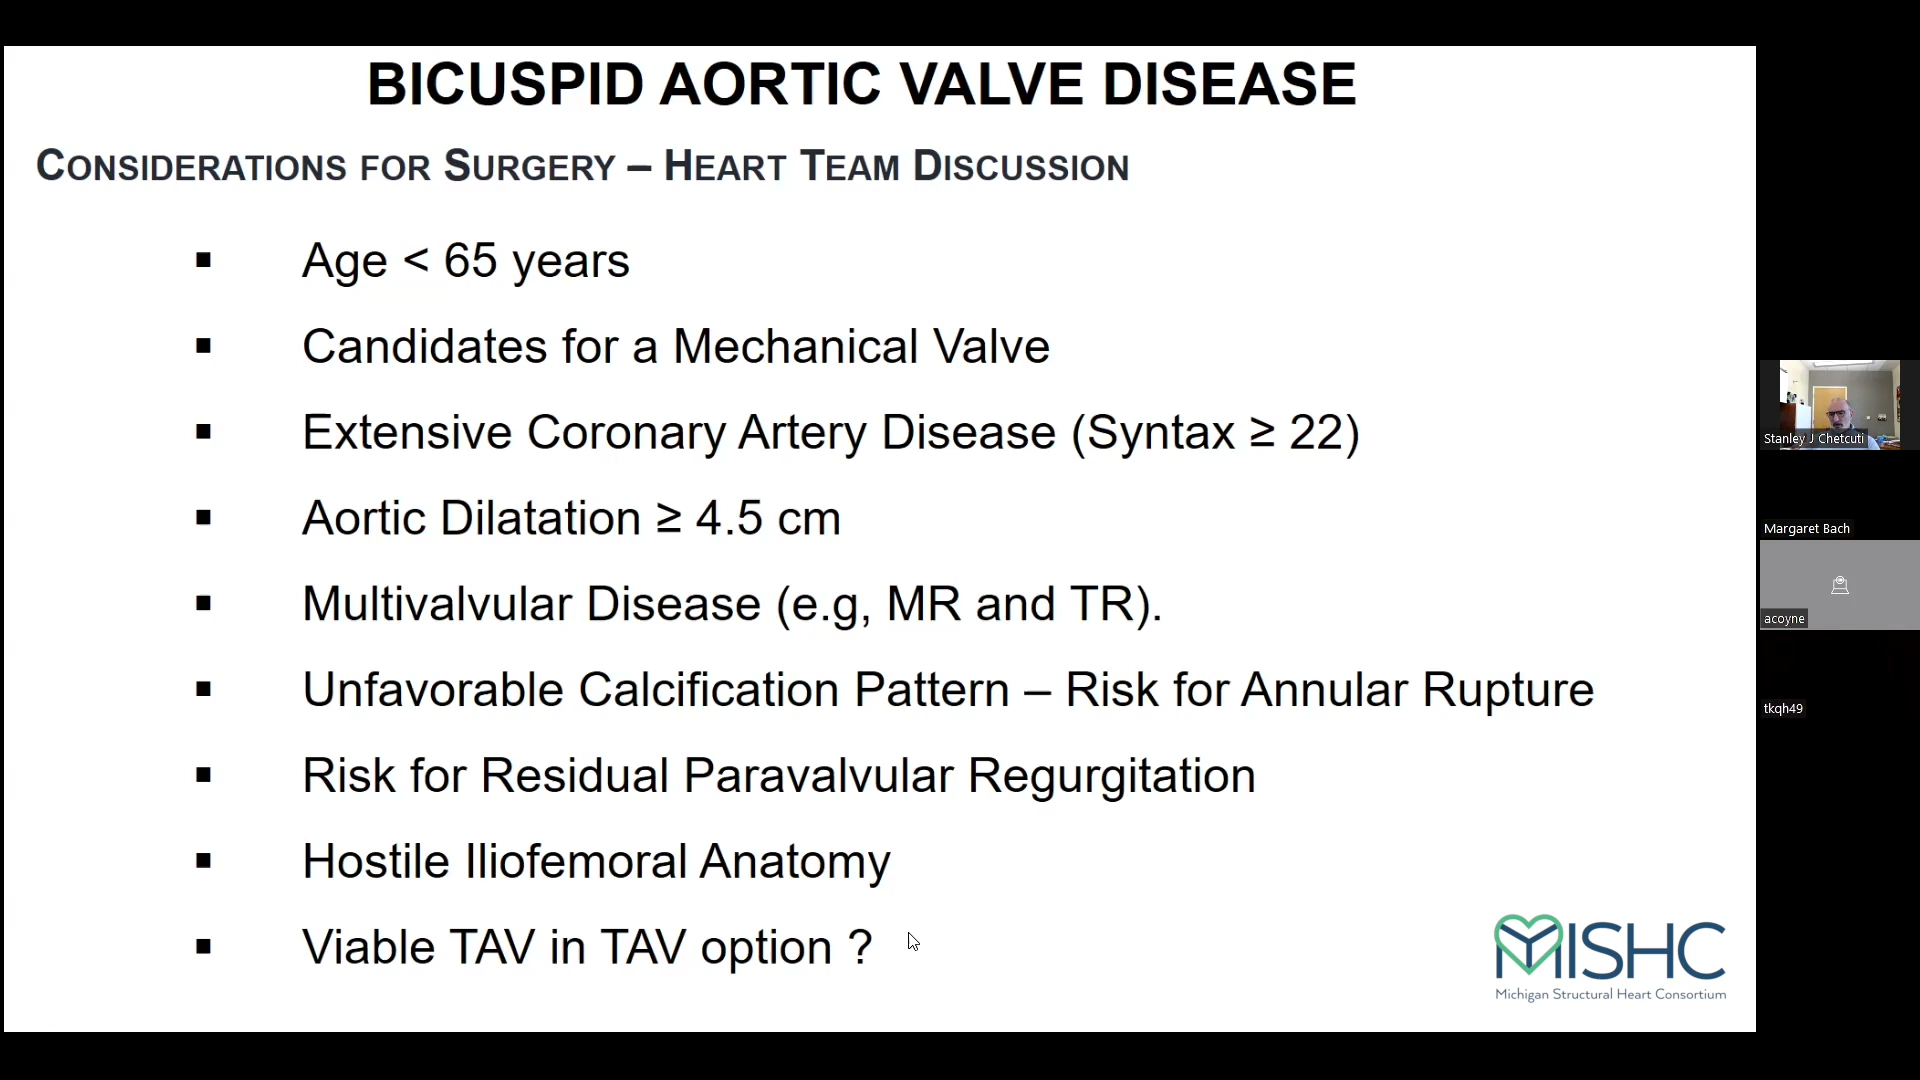 BICUSPID AORTIC VALVE DISEASE
CONSIDERATIONS FOR SURGERY – HEART TEAM DISCUSSION
▪ Age < 65 years
▪ Candidates for a Mechanical Valve
▪ Extensive Coronary Artery Disease (Syntax ≥ 22)
▪ Aortic Dilatation ≥ 4.5 cm
▪ Multivalvular Disease (e.g, MR and TR).
▪ Unfavorable Calcification Pattern – Risk for Annular Rupture
▪ Risk for Residual Paravalvular Regurgitation
▪ Hostile Iliofemoral Anatomy
▪ Viable TAV in TAV option ?
MISHC
Michigan Structural Heart Consortium
Stanley J Chetcuti
Margaret Bach
acoyne
tkqh49